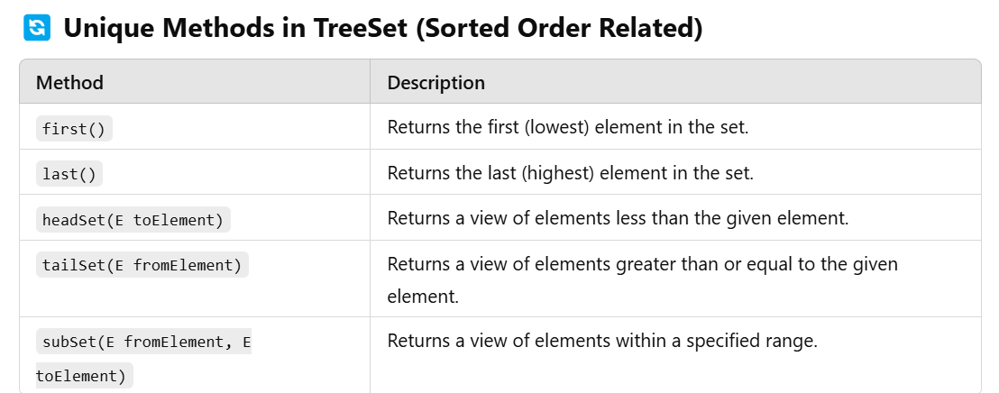 🔄 Unique Methods in TreeSet (Sorted Order Related)
Method Description
first() Returns the first (lowest) element in the set.
last() Returns the last (highest) element in the set.
headSet(E toElement) Returns a view of elements less than the given element.
tailSet(E fromElement) Returns a view of elements greater than or equal to the given
element.
subSet(E fromElement, E Returns a view of elements within a specified range.
toElement)